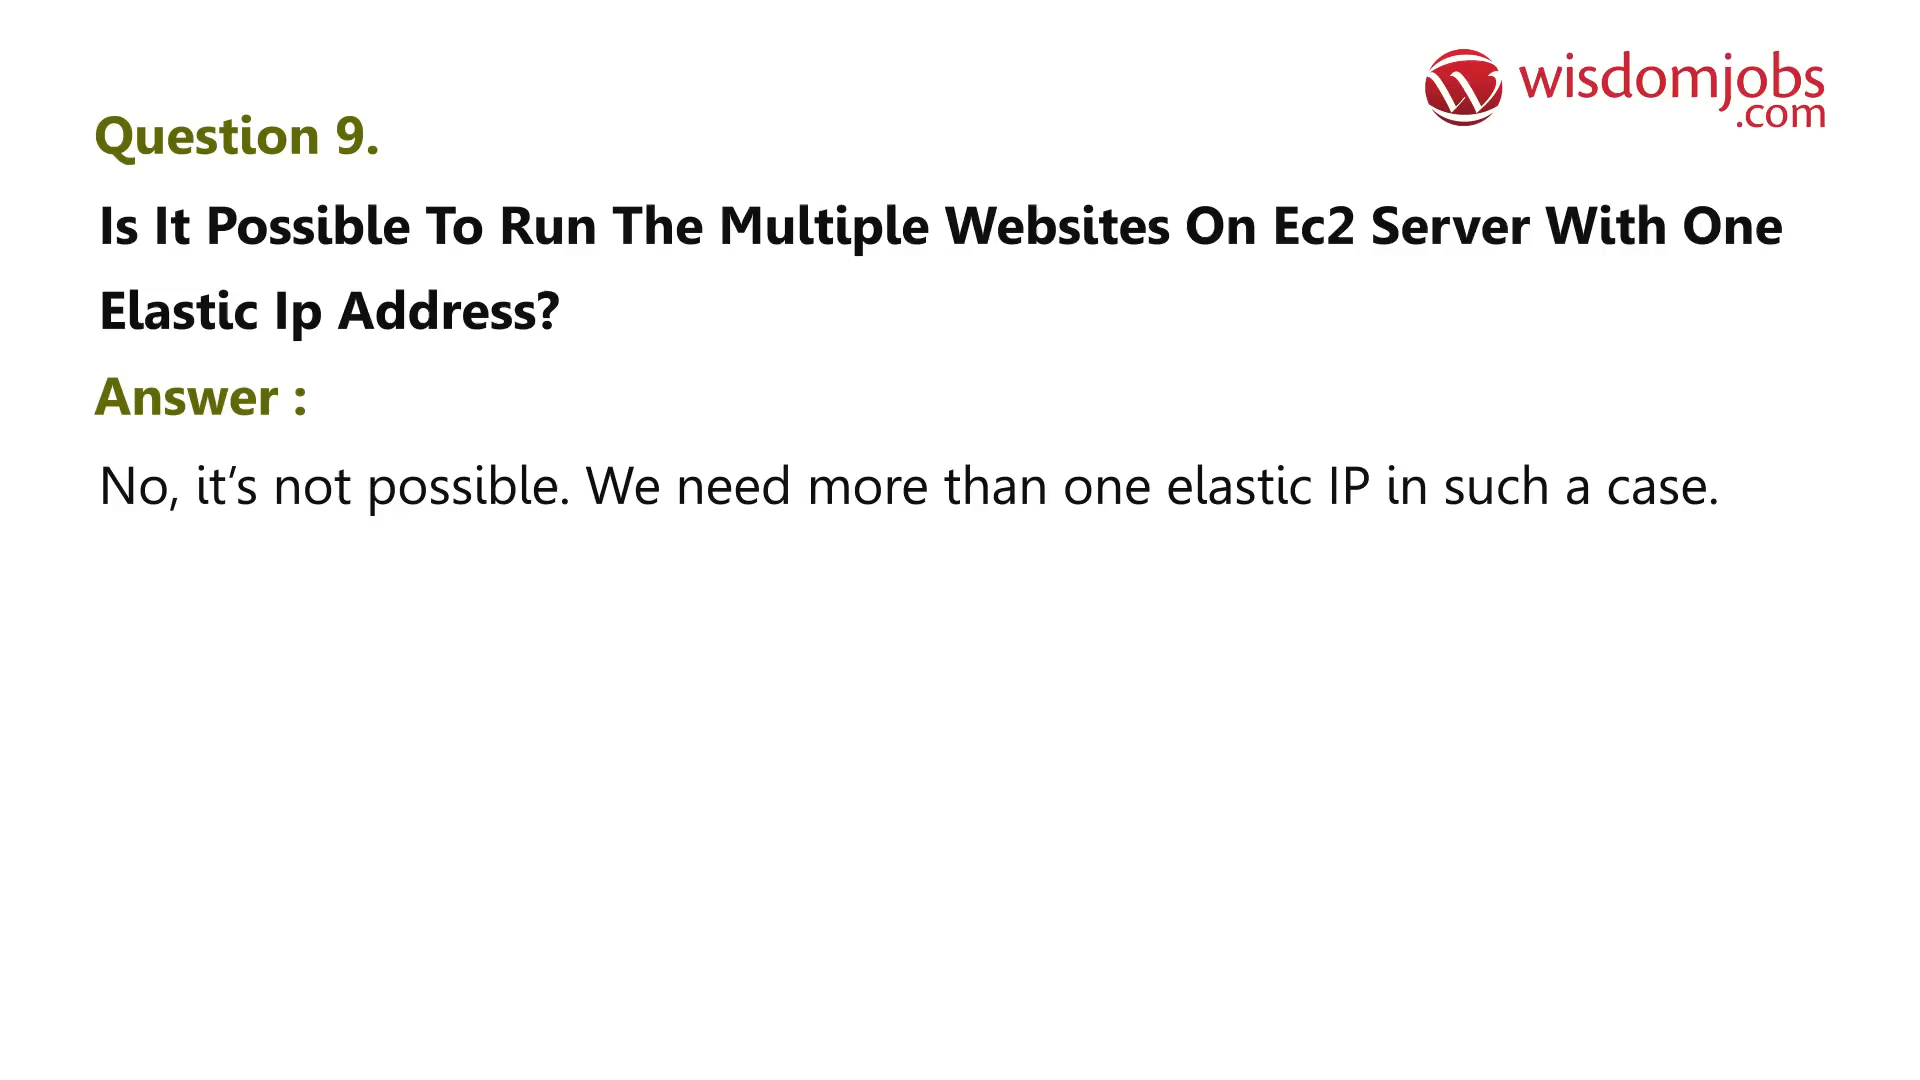 wisdomjobs
.com
Question 9.
Is It Possible To Run The Multiple Websites On Ec2 Server With One
Elastic Ip Address?
Answer :
No, it’s not possible. We need more than one elastic IP in such a case.